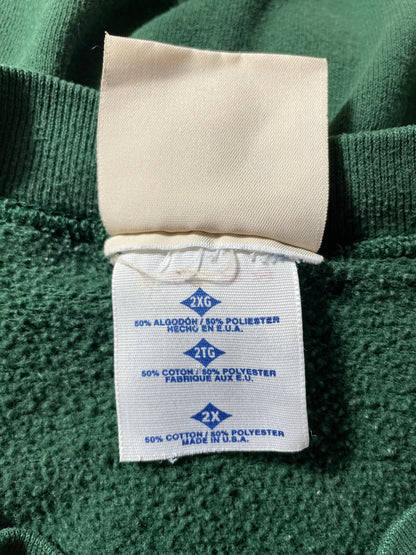 2XG
50% ALGODÓN / 50% POLIESTER
HECHO EN E.U.A.
2TG
50% COTON / 50% POLYESTER
FABRIQUE AUX E.U.
2X
50% COTTON / 50% POLYESTER
MADE IN U.S.A.